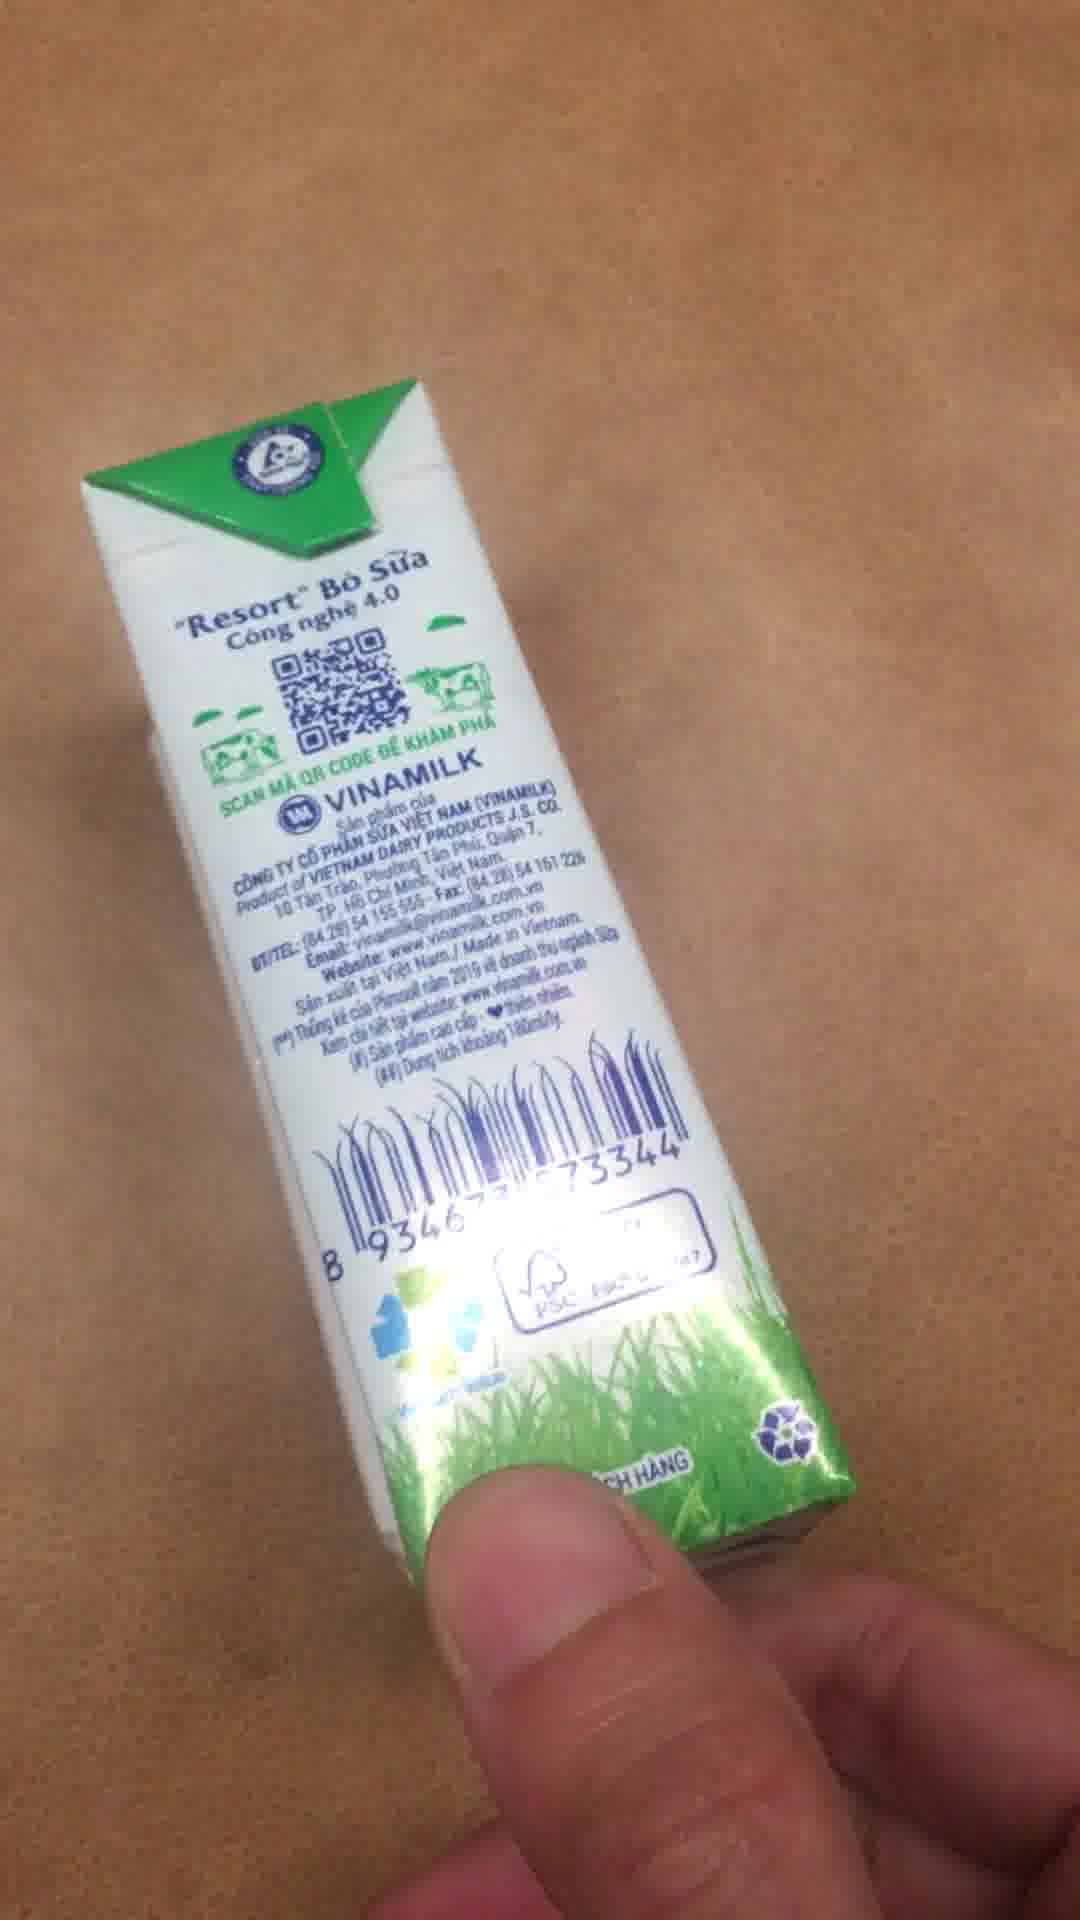 "Resort" Bò Sữa
Công nghệ 4.0
SCAN MÃ QR CODE ĐỂ KHÁM PHÁ
VINAMILK
Sản phẩm của
CÔNG TY CỔ PHẦN SỮA VIỆT NAM (VINAMILK)
Product of VIETNAM DAIRY PRODUCTS J.S. CO.
10 Tân Trào, Phường Tân Phú, Quận 7,
TP. Hồ Chí Minh, Việt Nam.
ĐT/TEL: (84.28) 54 155 555 - Fax: (84.28) 54 161 226
Email: vinamilk@vinamilk.com.vn
Website: www.vinamilk.com.vn
Sản xuất tại Việt Nam / Made in Vietnam.
(**) Thống kê của Plimsoll năm 2019 về doanh thu ngành Sữa
Xem chi tiết tại website: www.vinamilk.com.vn
(#) Sản phẩm cao cấp - thiên nhiên.
(##) Dung tích khoảng 180ml/ly.
8 93467 73344
FSC
CH HÀNG